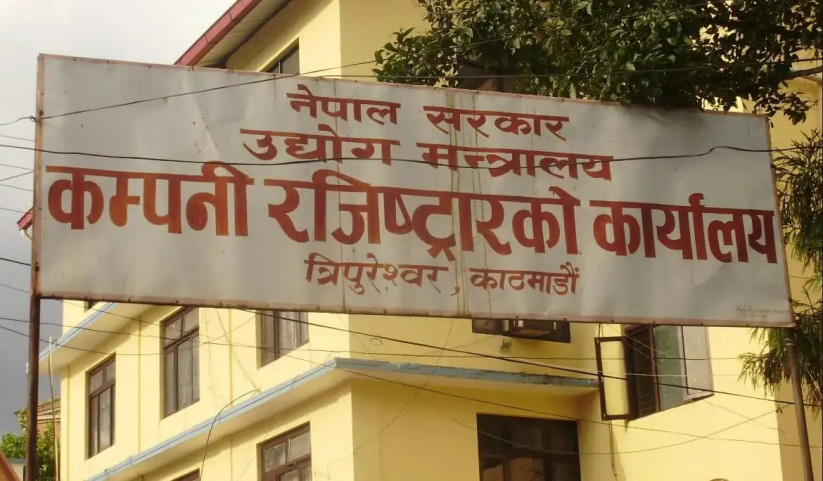 नेपाल सरकार
उद्योग मन्त्रालय
कम्पनी रजिष्ट्रारको कार्यालय
त्रिपुरेश्वर, काठमाडौं